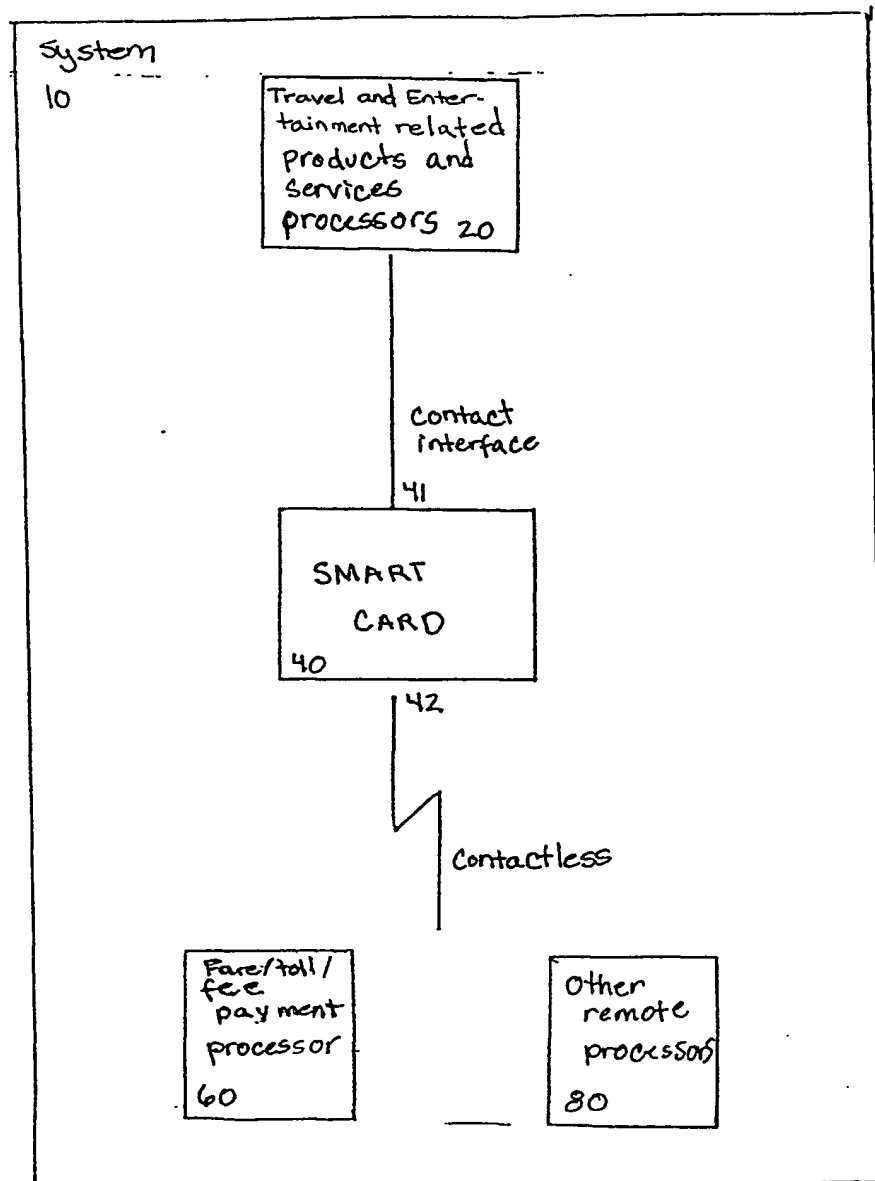 System
10
Travel and Enter-
tainment related
products and
services
processors 20
contact
interface
41
SMART
CARD
40
42
Contactless
Fare/toll/
fee
payment
processor
60
Other
remote
processors
80